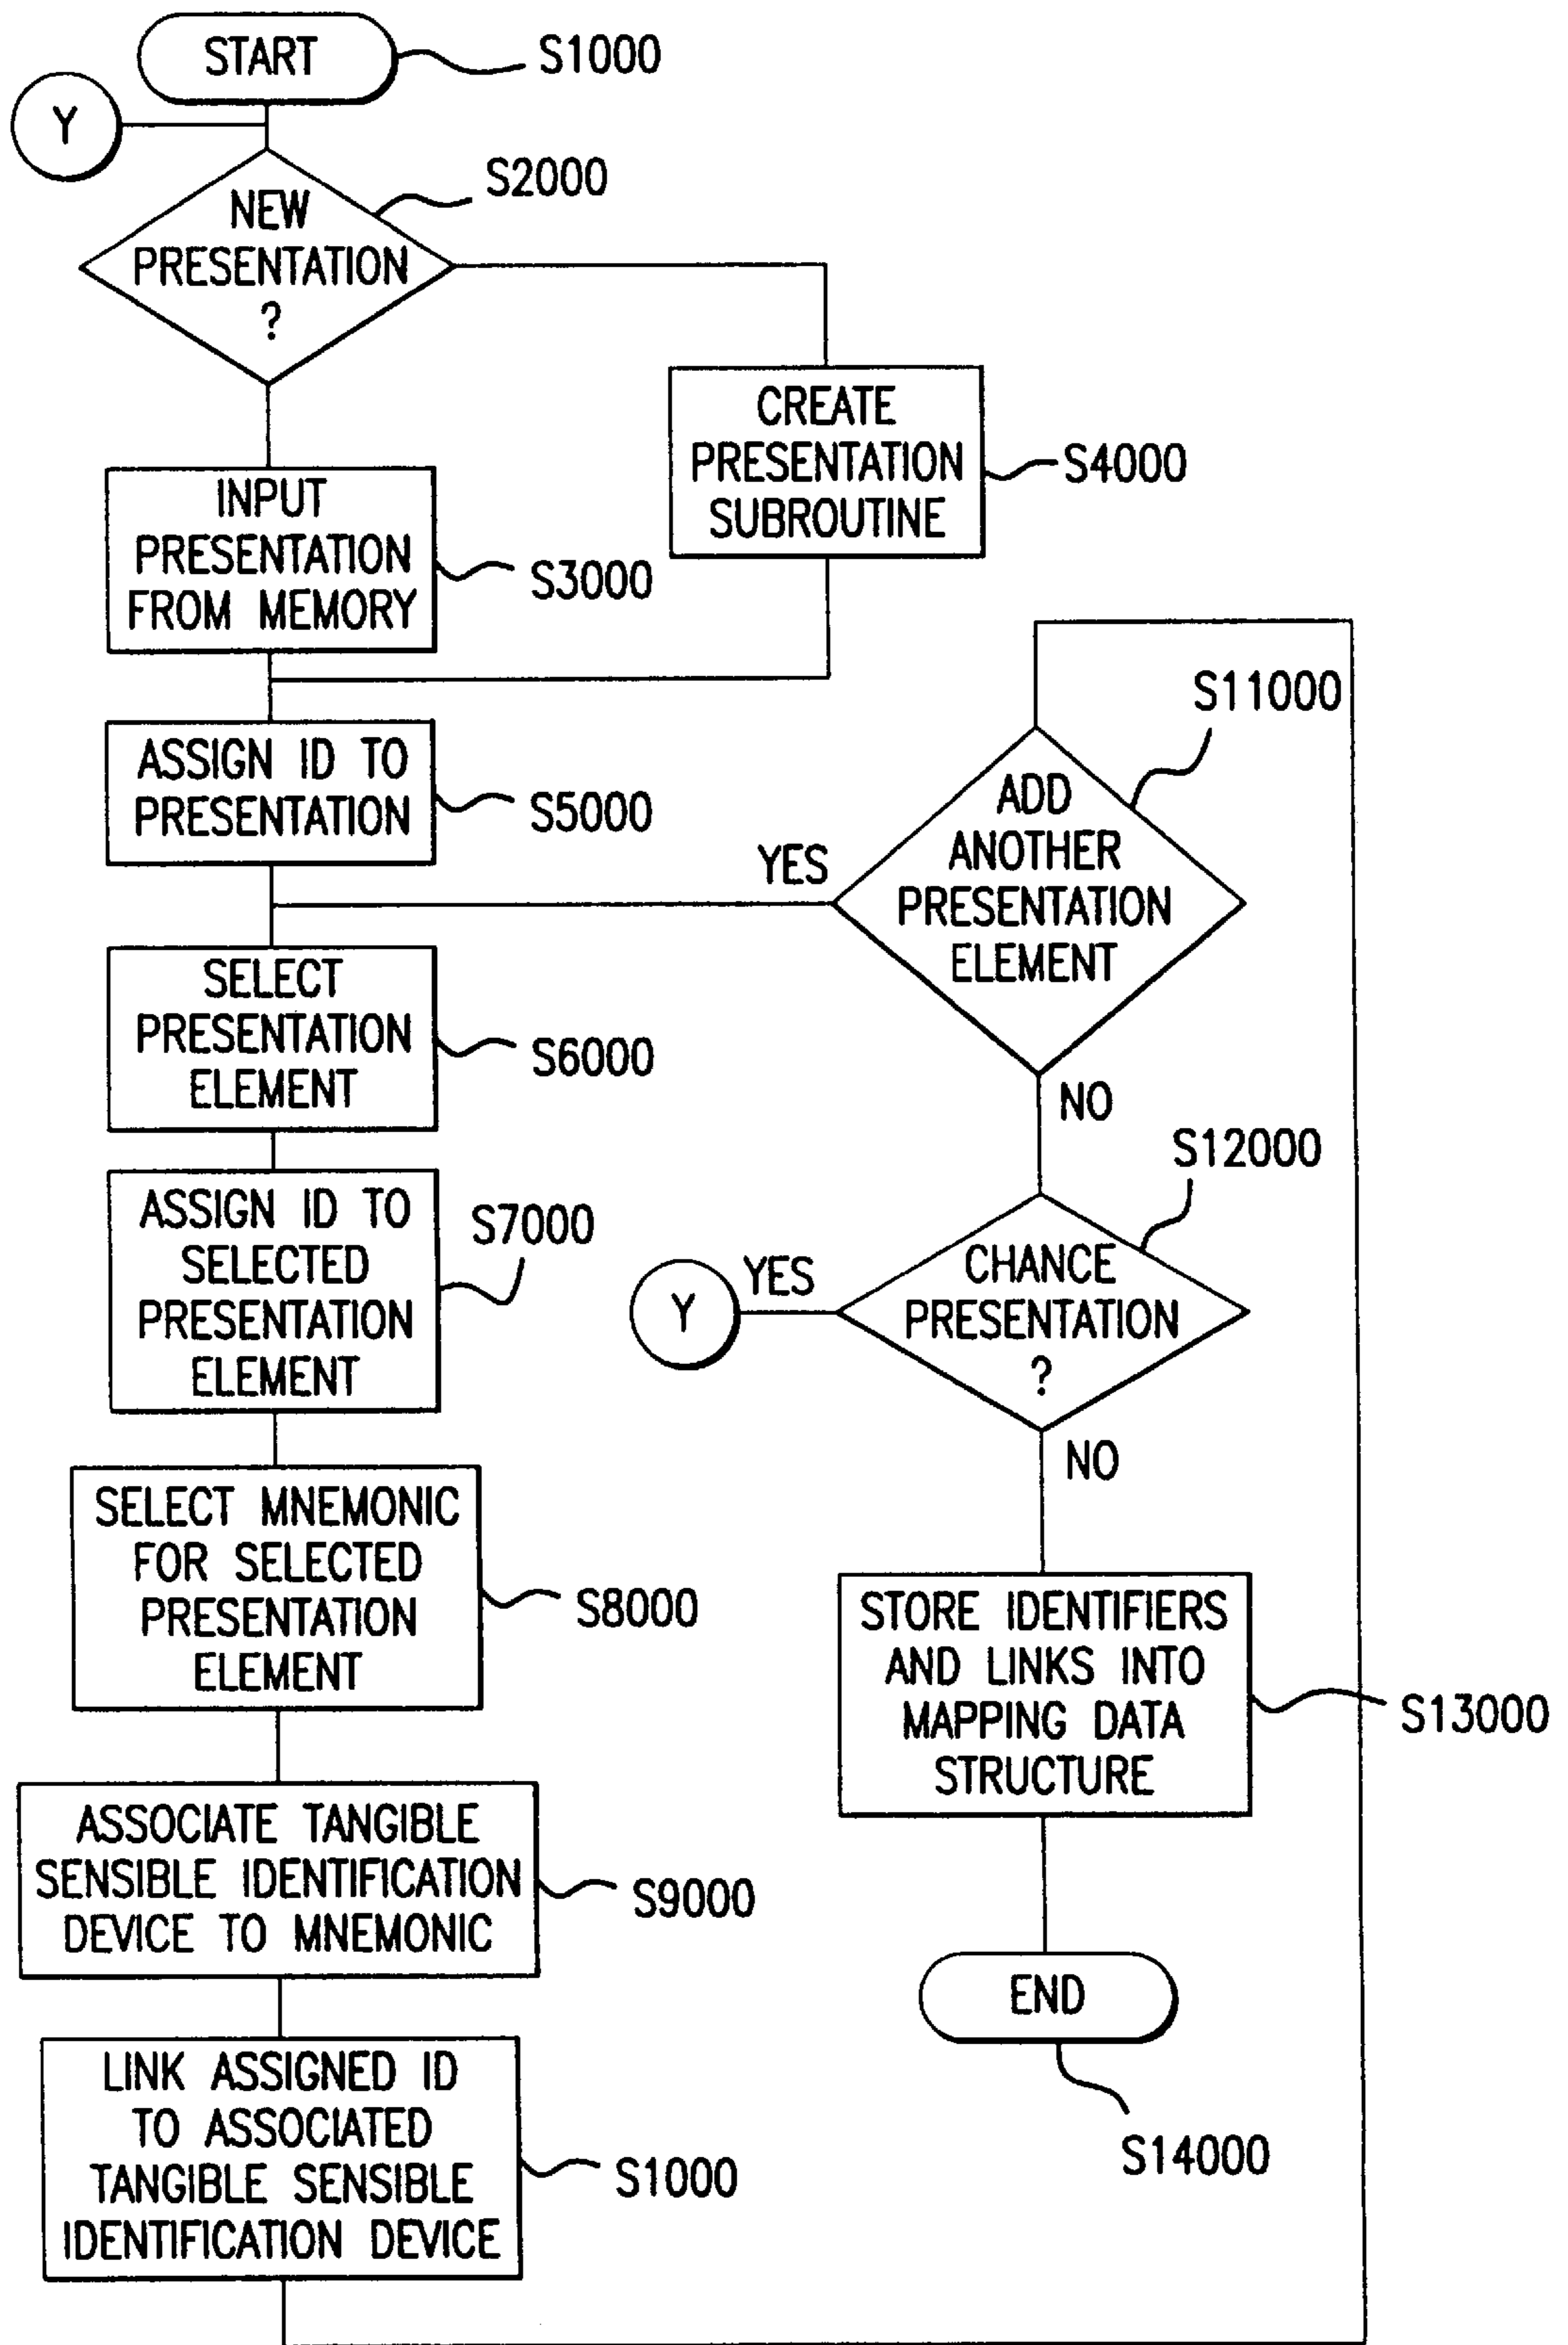 START
S1000
Y
S2000
NEW
PRESENTATION
?
CREATE
PRESENTATION
SUBROUTINE
S4000
INPUT
PRESENTATION
FROM MEMORY
S3000
ASSIGN ID TO
PRESENTATION
S5000
SELECT
PRESENTATION
ELEMENT
S6000
ASSIGN ID TO
SELECTED
PRESENTATION
ELEMENT
S7000
SELECT MNEMONIC
FOR SELECTED
PRESENTATION
ELEMENT
S8000
ASSOCIATE TANGIBLE
SENSIBLE IDENTIFICATION
DEVICE TO MNEMONIC
S9000
LINK ASSIGNED ID
TO ASSOCIATED
TANGIBLE SENSIBLE
IDENTIFICATION DEVICE
S1000
S11000
ADD
ANOTHER
PRESENTATION
ELEMENT
YES
NO
S12000
CHANCE
PRESENTATION
?
YES
Y
NO
STORE IDENTIFIERS
AND LINKS INTO
MAPPING DATA
STRUCTURE
S13000
END
S14000